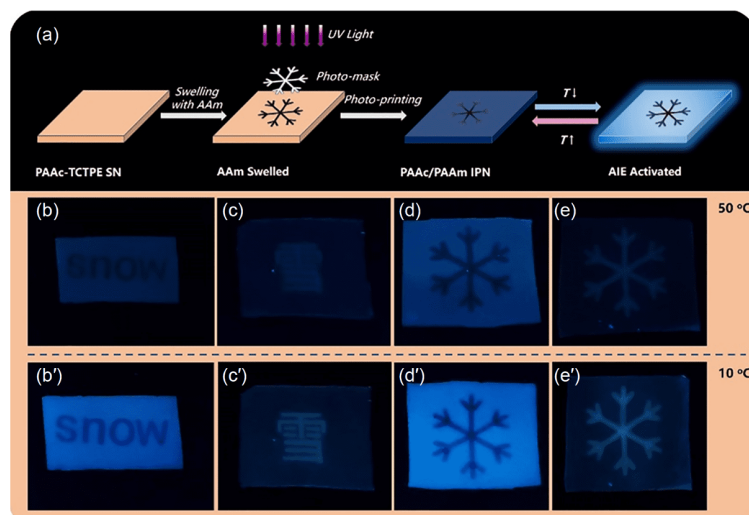 (a)
UV Light
Photo-mask
Swelling
with AAm
Photo-printing
T↓
T↑
PAAc-TCTPE SN
AAm Swelled
PAAc/PAAm IPN
AIE Activated
(b)
(c)
(d)
(e)
50 °C
snow
雪
(b′)
(c′)
(d′)
(e′)
10 °C
snow
雪